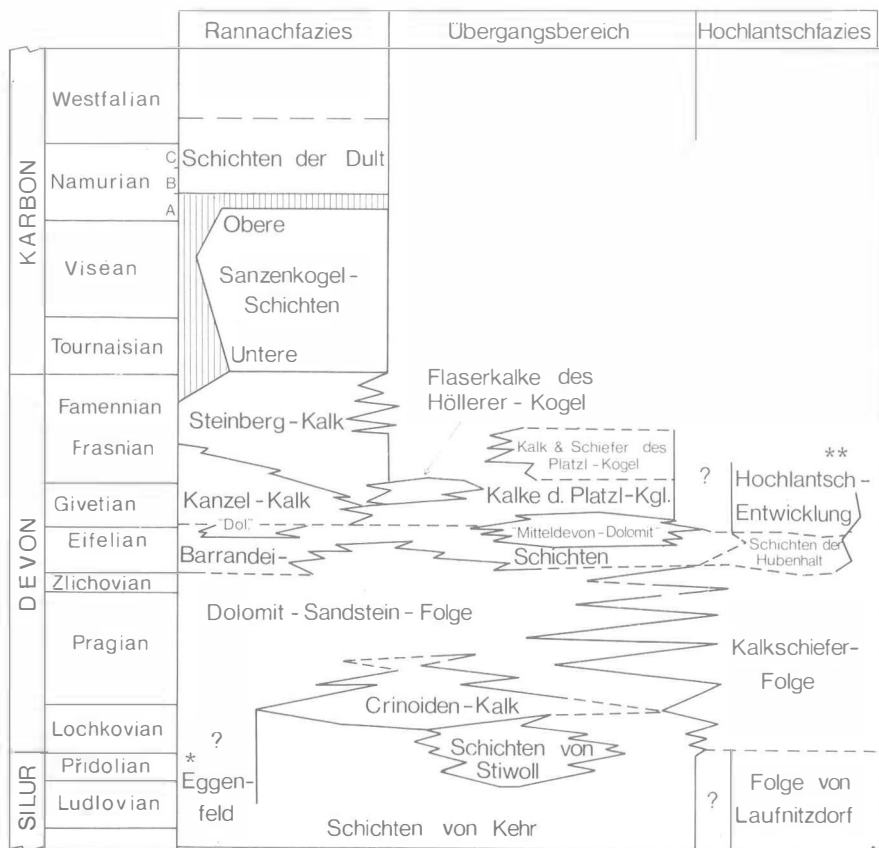 Rannachfazies
Übergangsbereich
Hochlantschfazies
KARBON
Westfalian
Namurian
C
B
A
Viséan
Tournaisian
DEVON
Famennian
Frasnian
Givetian
Eifelian
Zlichovian
Pragian
Lochkovian
SILUR
Přidolian
Ludlovian
Schichten der Dult
Obere
Sanzenkogel-
Schichten
Untere
Steinberg-Kalk
Flaserkalke des
Höllerer-Kogel
Kalk & Schiefer des
Platzl-Kogel
Kanzel-Kalk
Kalke d. Platzl-Kgl.
?
**
Hochlantsch-
Entwicklung
"Dol."
"Mitteldevon-Dolomit"
Barrandei-
Schichten
Schichten der
Hubenhalt
Dolomit-Sandstein-Folge
Kalkschiefer-
Folge
Crinoiden-Kalk
?
*
Eggen-
feld
Schichten von
Stiwoll
?
Folge von
Laufnitzdorf
Schichten von Kehr